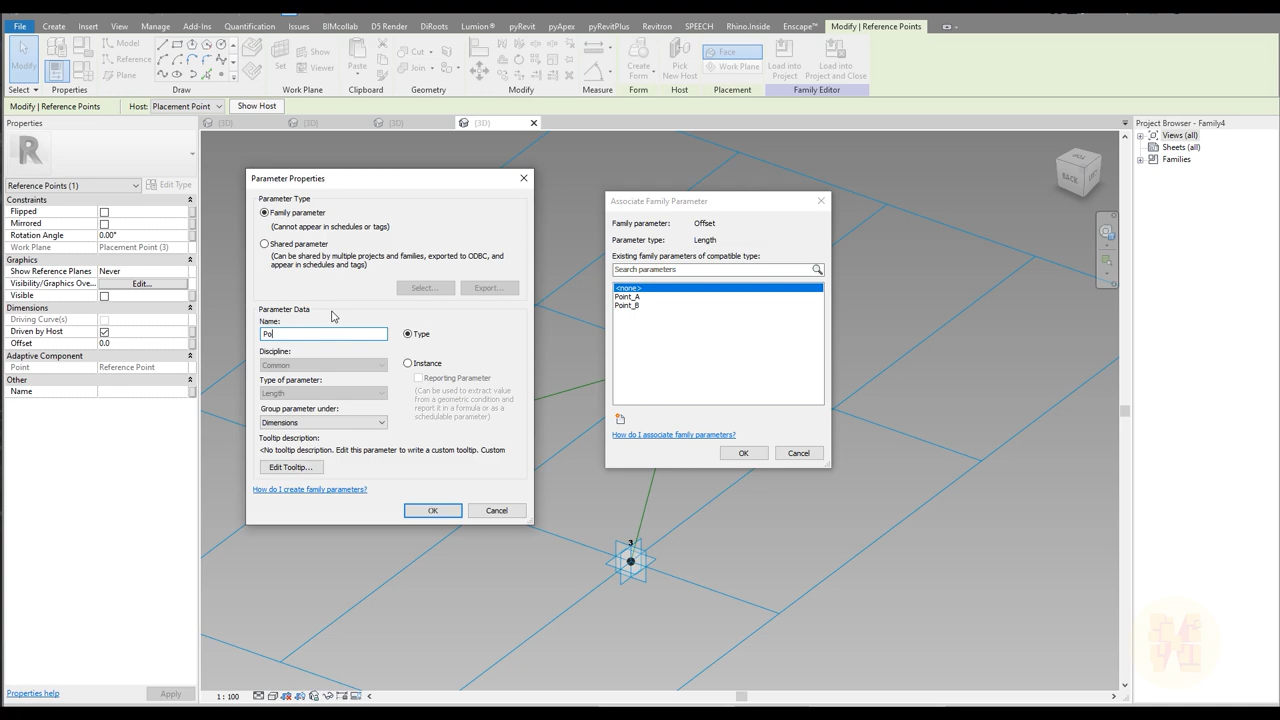 File Create Insert View Manage Add-Ins Quantification Issues BIMcollab D5 Render DiRoots Lumion® pyRevit pyApex pyRevitPlus Revitron SPEECH Rhino.Inside Enscape™ Modify | Reference Points
Model
Reference
Plane
Modify
Set
Show
Viewer
Paste
Cut
Join
Create Form
Pick New Host
Face
Work Plane
Load into Project
Load into Project and Close
Select Properties Draw Work Plane Clipboard Geometry Modify Measure Form Host Placement Family Editor
Modify | Reference Points Host: Placement Point Show Host
Properties
{3D} {3D} {3D} {3D}
Project Browser - Family4
Views (all)
Sheets (all)
Families
R
Reference Points (1) Edit Type
Constraints
Flipped
Mirrored
Rotation Angle 0.00°
Work Plane Placement Point (3)
Graphics
Show Reference Planes Never
Visibility/Graphics Ove... Edit...
Visible
Dimensions
Driving Curve(s)
Driven by Host
Offset 0.0
Adaptive Component
Point Reference Point
Other
Name
Properties help Apply
Parameter Properties
Parameter Type
Family parameter
(Cannot appear in schedules or tags)
Shared parameter
(Can be shared by multiple projects and families, exported to ODBC, and
appear in schedules and tags)
Select... Export...
Parameter Data
Name:
Po
Type
Discipline:
Common
Instance
Type of parameter:
Reporting Parameter
Length
(Can be used to extract value
from a geometric condition and
report it in a formula or as a
schedulable parameter)
Group parameter under:
Dimensions
Tooltip description:
<No tooltip description. Edit this parameter to write a custom tooltip. Custom
Edit Tooltip...
How do I create family parameters?
OK Cancel
Associate Family Parameter
Family parameter: Offset
Parameter type: Length
Existing family parameters of compatible type:
Search parameters
<none>
Point_A
Point_B
How do I associate family parameters?
OK Cancel
3
BACK
1 : 100